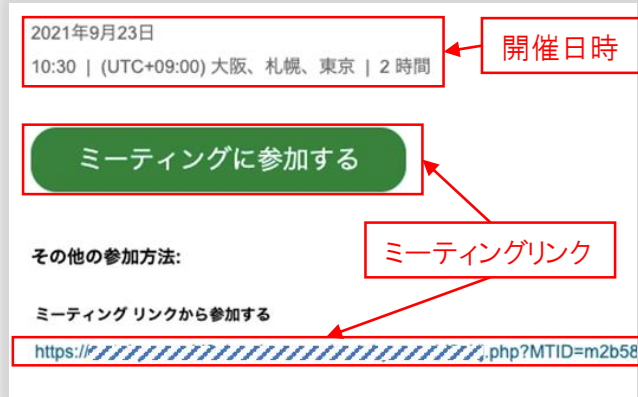 2021年9月23日
10:30 | (UTC+09:00) 大阪、札幌、東京 | 2 時間
開催日時
ミーティングに参加する
ミーティングリンク
その他の参加方法:
ミーティング リンクから参加する
https://
.php?MTID=m2b58